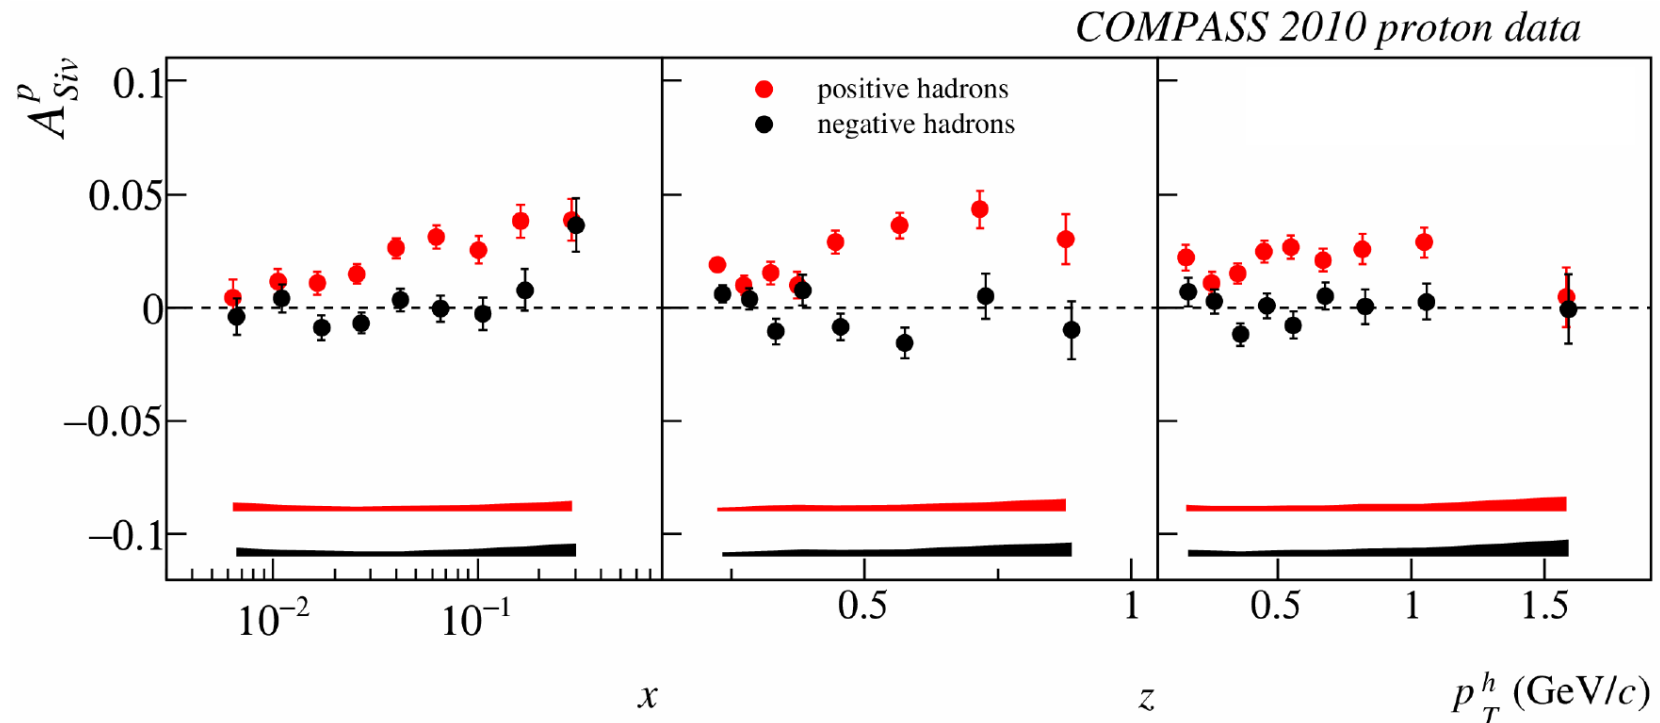 COMPASS 2010 proton data
A^p_Siv
0.1
0.05
0
−0.05
−0.1
positive hadrons
negative hadrons
10⁻² 10⁻¹
0.5 1
0.5 1 1.5
x
z
p^h_T (GeV/c)